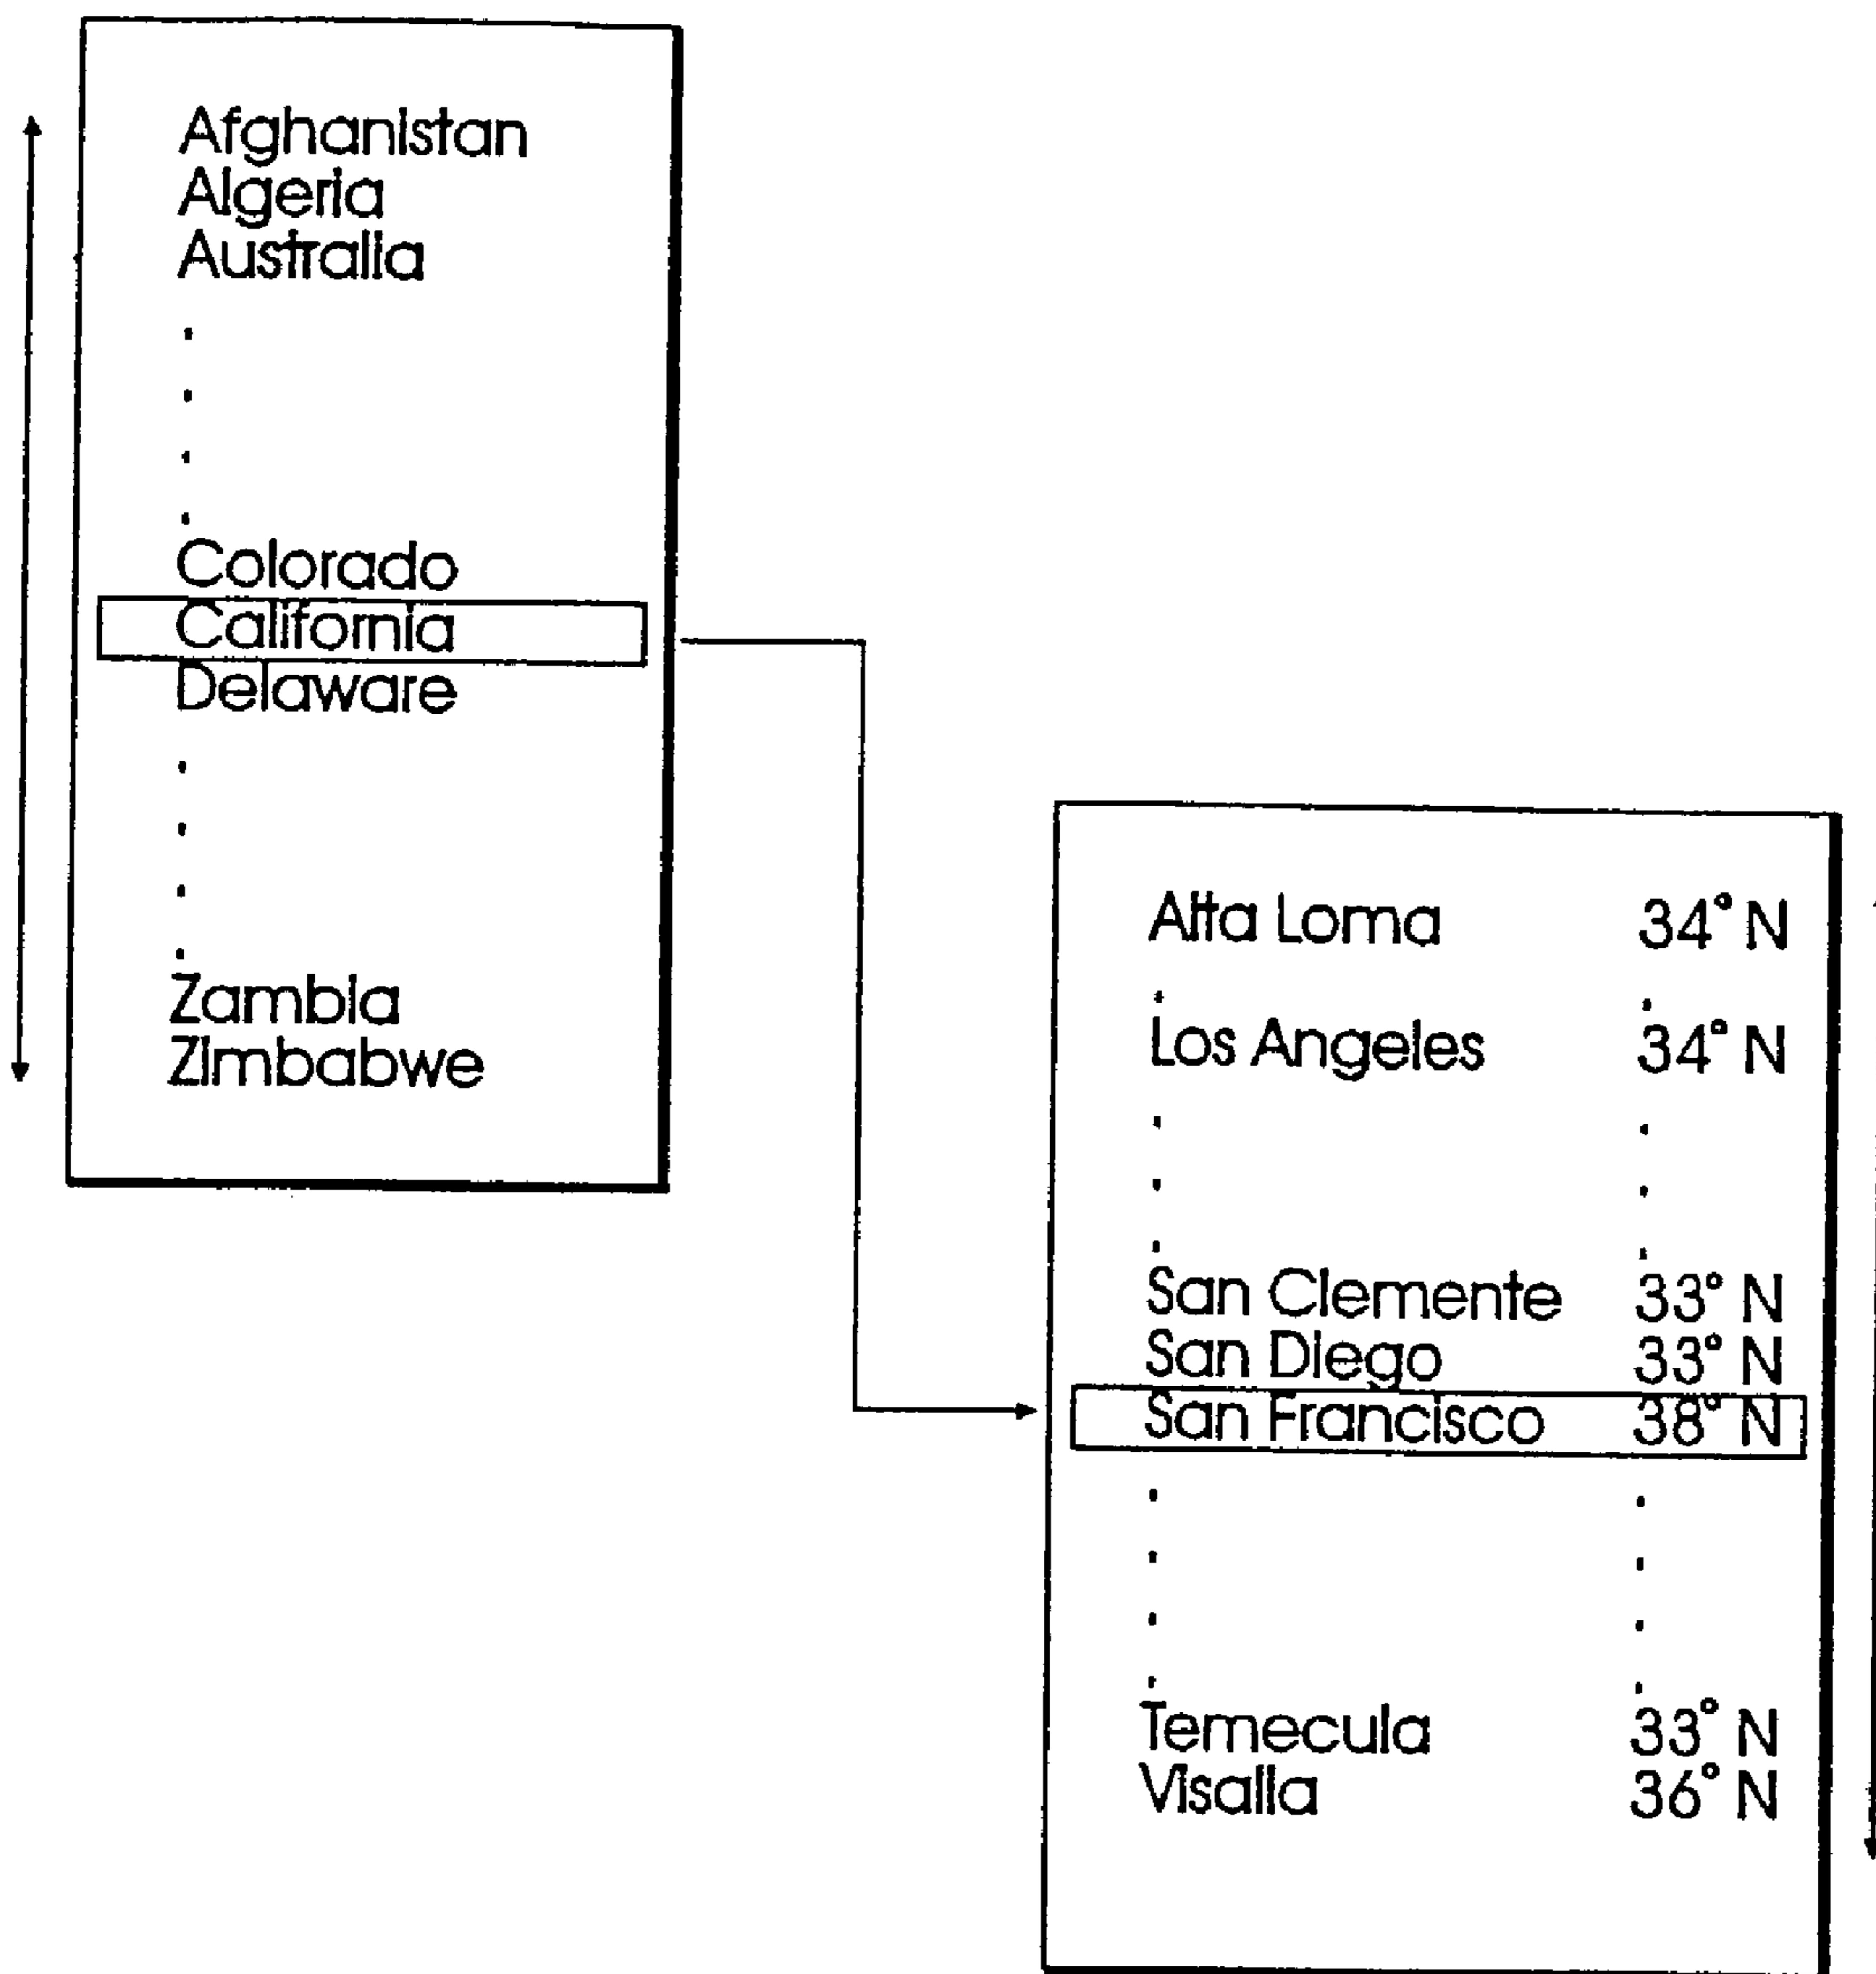 Afghanistan
Algeria
Australia
.
.
.
.
Colorado
California
Delaware
.
.
.
.
Zambia
Zimbabwe
Alta Loma 34° N
. .
Los Angeles 34° N
. .
. .
. .
San Clemente 33° N
San Diego 33° N
San Francisco 38° N
. .
. .
. .
. .
Temecula 33° N
Visalia 36° N